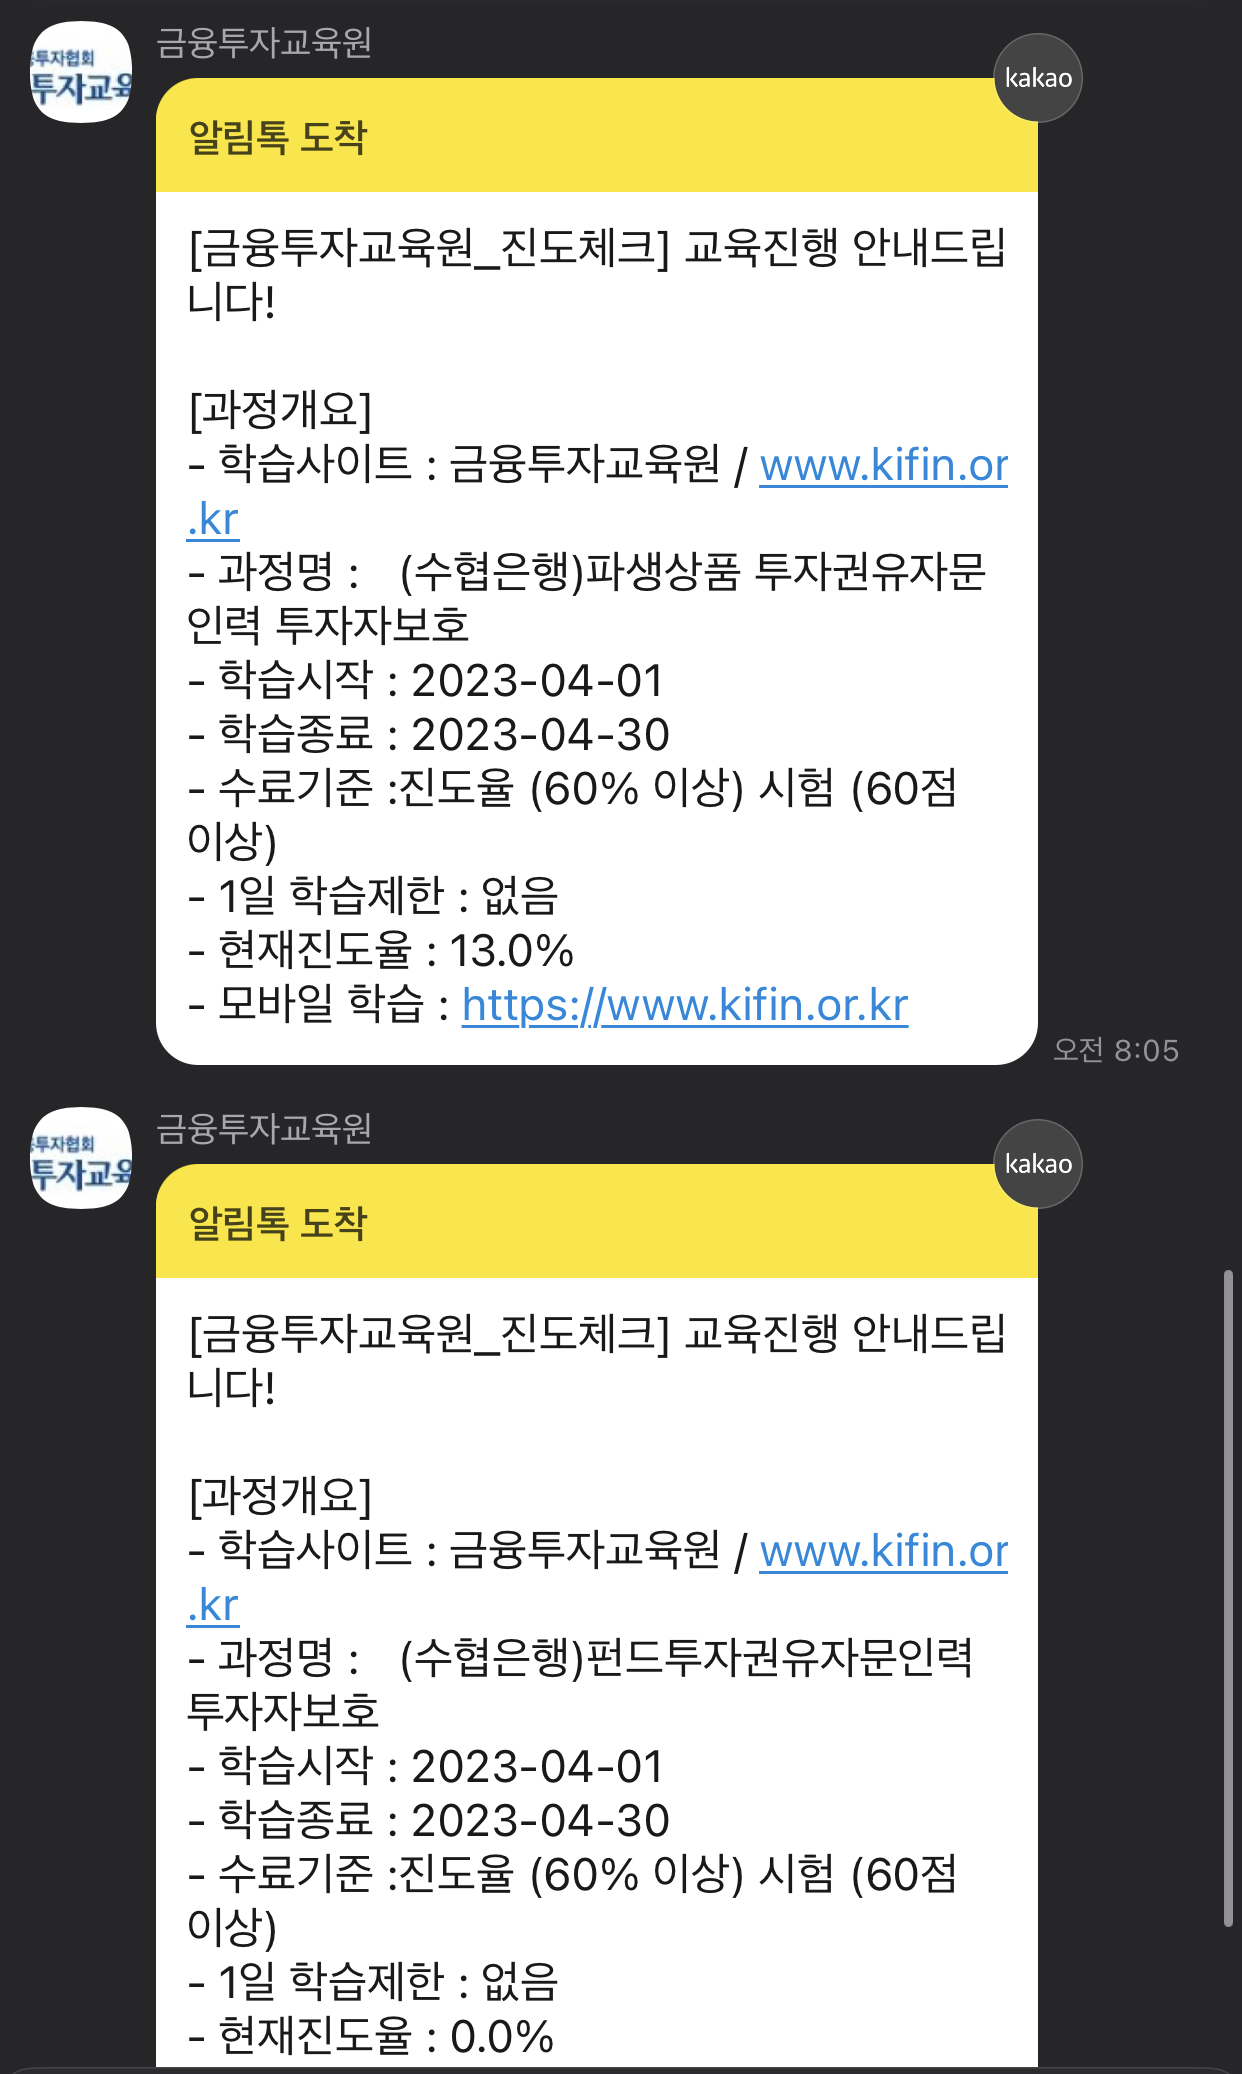 투자협회
투자교육
금융투자교육원
kakao
알림톡 도착
[금융투자교육원_진도체크] 교육진행 안내드립
니다!
[과정개요]
- 학습사이트 : 금융투자교육원 / www.kifin.or
.kr
- 과정명 :   (수협은행)파생상품 투자권유자문
인력 투자자보호
- 학습시작 : 2023-04-01
- 학습종료 : 2023-04-30
- 수료기준 :진도율 (60% 이상) 시험 (60점
이상)
- 1일 학습제한 : 없음
- 현재진도율 : 13.0%
- 모바일 학습 : https://www.kifin.or.kr
오전 8:05
투자협회
투자교육
금융투자교육원
kakao
알림톡 도착
[금융투자교육원_진도체크] 교육진행 안내드립
니다!
[과정개요]
- 학습사이트 : 금융투자교육원 / www.kifin.or
.kr
- 과정명 :   (수협은행)펀드투자권유자문인력
투자자보호
- 학습시작 : 2023-04-01
- 학습종료 : 2023-04-30
- 수료기준 :진도율 (60% 이상) 시험 (60점
이상)
- 1일 학습제한 : 없음
- 현재진도율 : 0.0%